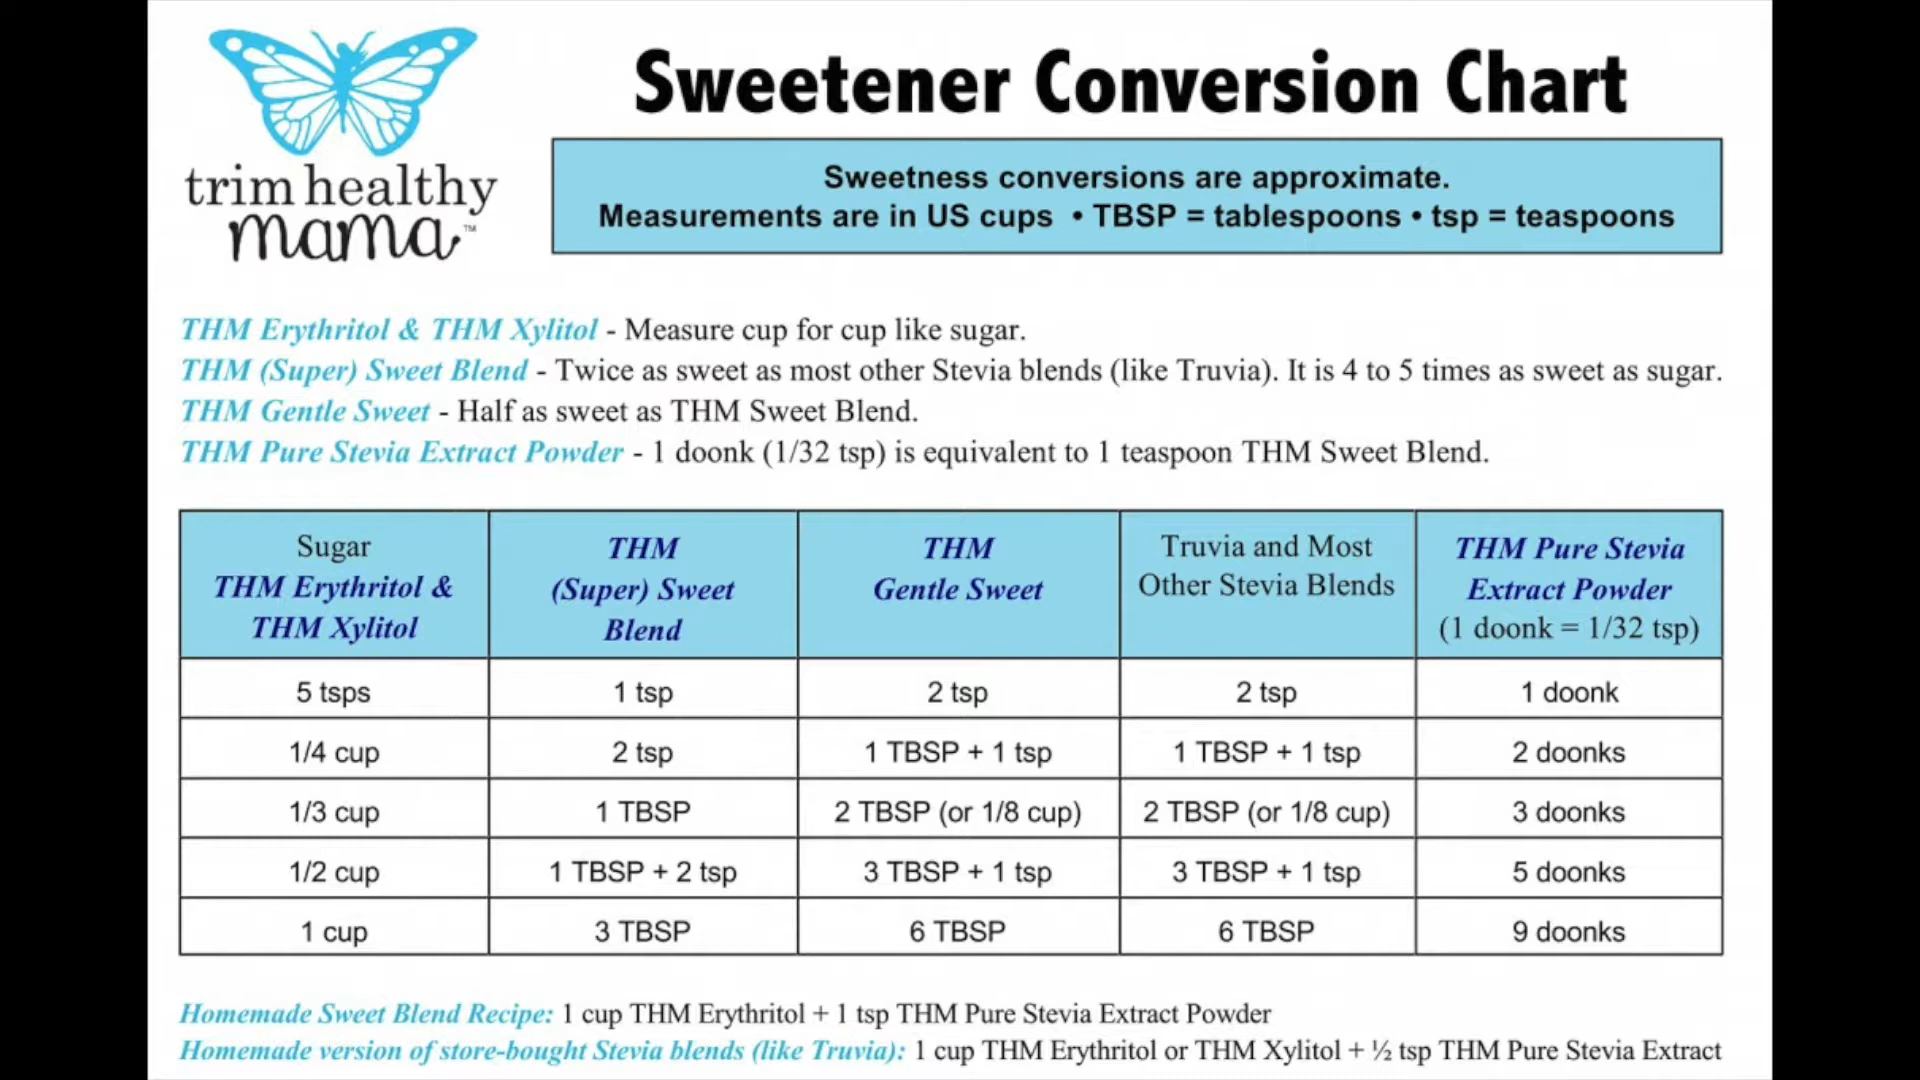 trim healthy
mama™
Sweetener Conversion Chart
Sweetness conversions are approximate.
Measurements are in US cups • TBSP = tablespoons • tsp = teaspoons
THM Erythritol & THM Xylitol - Measure cup for cup like sugar.
THM (Super) Sweet Blend - Twice as sweet as most other Stevia blends (like Truvia). It is 4 to 5 times as sweet as sugar.
THM Gentle Sweet - Half as sweet as THM Sweet Blend.
THM Pure Stevia Extract Powder - 1 doonk (1/32 tsp) is equivalent to 1 teaspoon THM Sweet Blend.
Sugar
THM Erythritol &
THM Xylitol
THM
(Super) Sweet
Blend
THM
Gentle Sweet
Truvia and Most
Other Stevia Blends
THM Pure Stevia
Extract Powder
(1 doonk = 1/32 tsp)
5 tsps 1 tsp 2 tsp 2 tsp 1 doonk
1/4 cup 2 tsp 1 TBSP + 1 tsp 1 TBSP + 1 tsp 2 doonks
1/3 cup 1 TBSP 2 TBSP (or 1/8 cup) 2 TBSP (or 1/8 cup) 3 doonks
1/2 cup 1 TBSP + 2 tsp 3 TBSP + 1 tsp 3 TBSP + 1 tsp 5 doonks
1 cup 3 TBSP 6 TBSP 6 TBSP 9 doonks
Homemade Sweet Blend Recipe: 1 cup THM Erythritol + 1 tsp THM Pure Stevia Extract Powder
Homemade version of store-bought Stevia blends (like Truvia): 1 cup THM Erythritol or THM Xylitol + ½ tsp THM Pure Stevia Extract